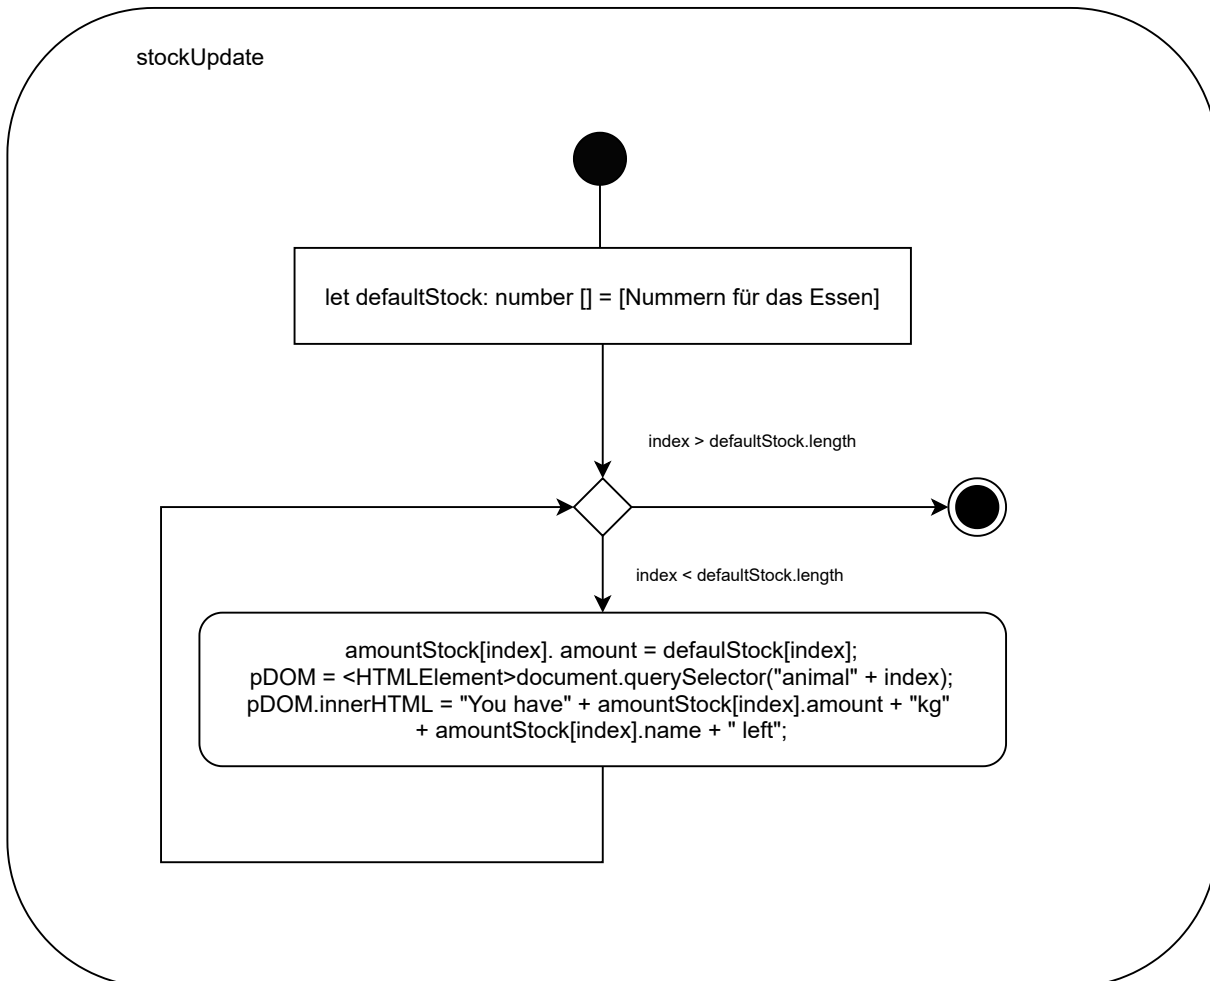 stockUpdate
let defaultStock: number [] = [Nummern für das Essen]
index > defaultStock.length
index < defaultStock.length
amountStock[index]. amount = defaulStock[index];
pDOM = <HTMLElement>document.querySelector("animal" + index);
pDOM.innerHTML = "You have" + amountStock[index].amount + "kg"
+ amountStock[index].name + " left";